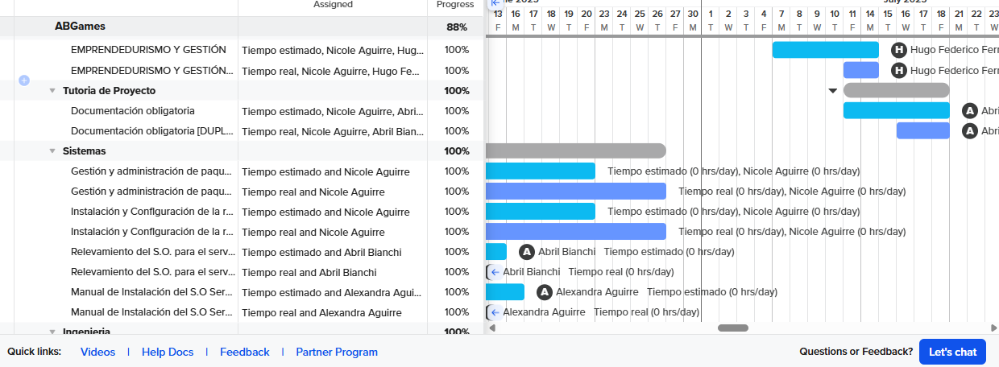 Assigned Progress June 2025 July 2025
13 16 17 18 19 20 23 24 25 26 27 30 1 2 3 4 7 8 9 10 11 14 15 16 17 18 21 22 23
ABGames 88% F M T W T F M T W T F M T W T F M T W T F M T W T F M T W
EMPRENDEDURISMO Y GESTIÓN Tiempo estimado, Nicole Aguirre, Hug... 100% H Hugo Federico Ferr
EMPRENDEDURISMO Y GESTIÓN... Tiempo real, Nicole Aguirre, Hugo Fe... 100% H Hugo Federico Ferr
Tutoria de Proyecto 100%
Documentación obligatoria Tiempo estimado, Nicole Aguirre, Abri... 100% A Abri
Documentación obligatoria [DUPL... Tiempo real, Nicole Aguirre, Abril Bian... 100% A Abri
Sistemas 100%
Gestión y administración de paqu... Tiempo estimado and Nicole Aguirre 100% Tiempo estimado (0 hrs/day), Nicole Aguirre (0 hrs/day)
Gestión y administración de paqu... Tiempo real and Nicole Aguirre 100% Tiempo real (0 hrs/day), Nicole Aguirre (0 hrs/day)
Instalación y Configuración de la r... Tiempo estimado and Nicole Aguirre 100% Tiempo estimado (0 hrs/day), Nicole Aguirre (0 hrs/day)
Instalación y Configuración de la r... Tiempo real and Nicole Aguirre 100% Tiempo real (0 hrs/day), Nicole Aguirre (0 hrs/day)
Relevamiento del S.O. para el serv... Tiempo estimado and Abril Bianchi 100% A Abril Bianchi Tiempo estimado (0 hrs/day)
Relevamiento del S.O. para el serv... Tiempo real and Abril Bianchi 100% Abril Bianchi Tiempo real (0 hrs/day)
Manual de Instalación del S.O Ser... Tiempo estimado and Alexandra Agui... 100% A Alexandra Aguirre Tiempo estimado (0 hrs/day)
Manual de Instalación del S.O Ser... Tiempo real and Alexandra Aguirre 100% Alexandra Aguirre Tiempo real (0 hrs/day)
Ingenieria 100%
Quick links: Videos | Help Docs | Feedback | Partner Program Questions or Feedback? Let's chat